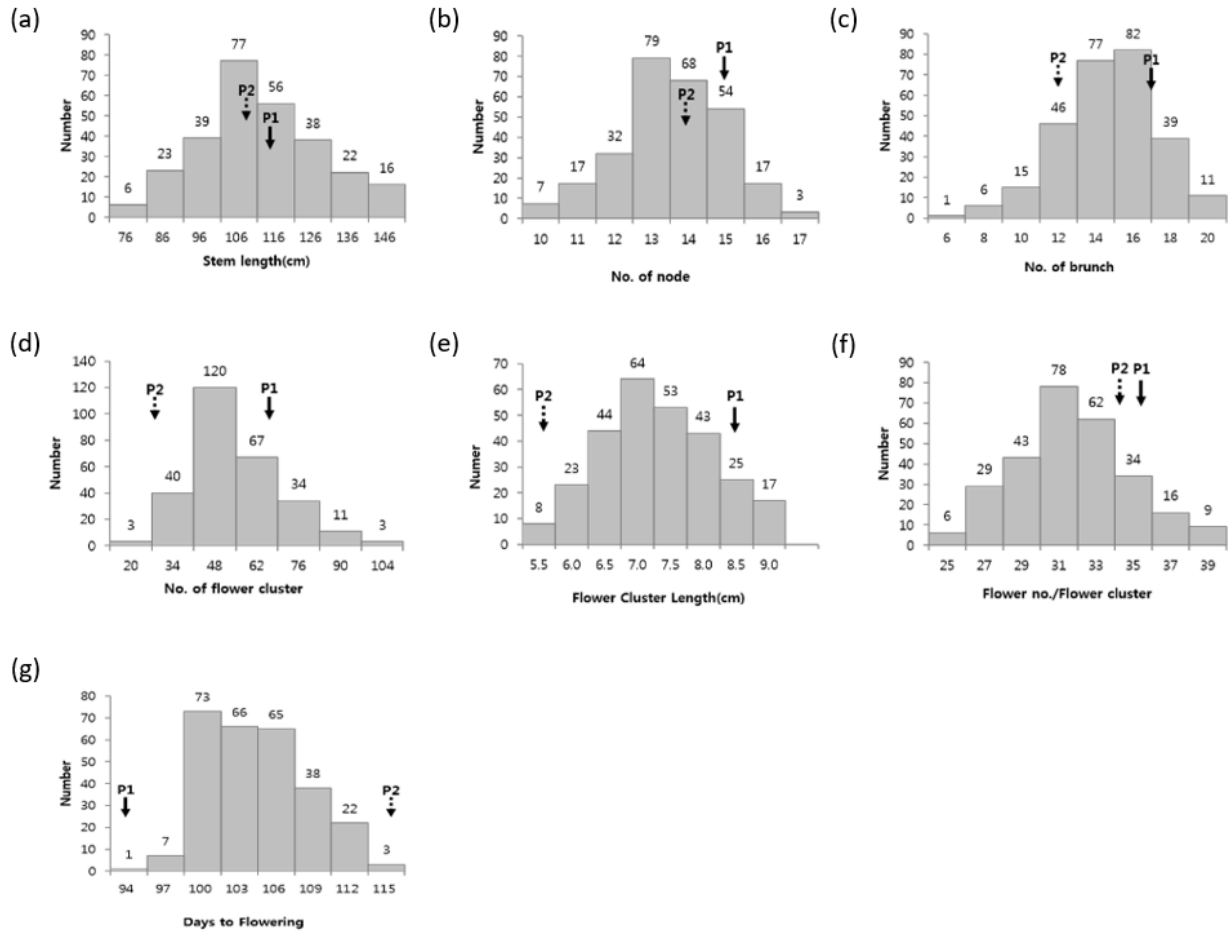 (a)
90
80
70
60
50
40
30
20
10
0
Number
6
23
39
77
56
38
22
16
P2
P1
76 86 96 106 116 126 136 146
Stem length(cm)
(b)
90
80
70
60
50
40
30
20
10
0
Number
7
17
32
79
68
54
17
3
P2
P1
10 11 12 13 14 15 16 17
No. of node
(c)
90
80
70
60
50
40
30
20
10
0
Number
1
6
15
46
77
82
39
11
P2
P1
6 8 10 12 14 16 18 20
No. of brunch
(d)
140
120
100
80
60
40
20
0
Number
3
40
120
67
34
11
3
P2
P1
20 34 48 62 76 90 104
No. of flower cluster
(e)
70
60
50
40
30
20
10
0
Numer
8
23
44
64
53
43
25
17
P2
P1
5.5 6.0 6.5 7.0 7.5 8.0 8.5 9.0
Flower Cluster Length(cm)
(f)
90
80
70
60
50
40
30
20
10
0
Number
6
29
43
78
62
34
16
9
P2 P1
25 27 29 31 33 35 37 39
Flower no./Flower cluster
(g)
80
70
60
50
40
30
20
10
0
Number
1
7
73
66
65
38
22
3
P1
P2
94 97 100 103 106 109 112 115
Days to Flowering